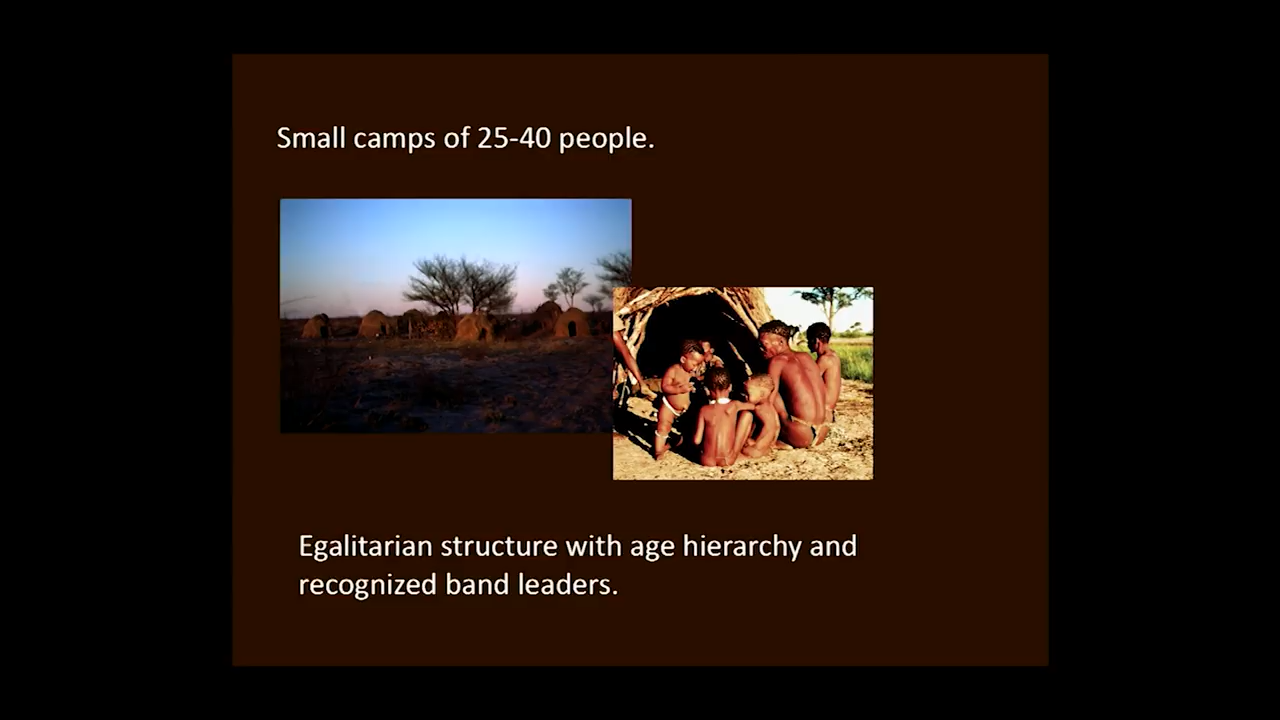 Small camps of 25-40 people.
Egalitarian structure with age hierarchy and
recognized band leaders.